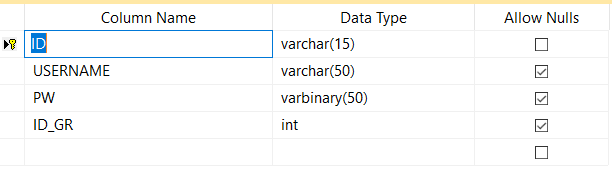 Column Name Data Type Allow Nulls
ID varchar(15)
USERNAME varchar(50)
PW varbinary(50)
ID_GR int